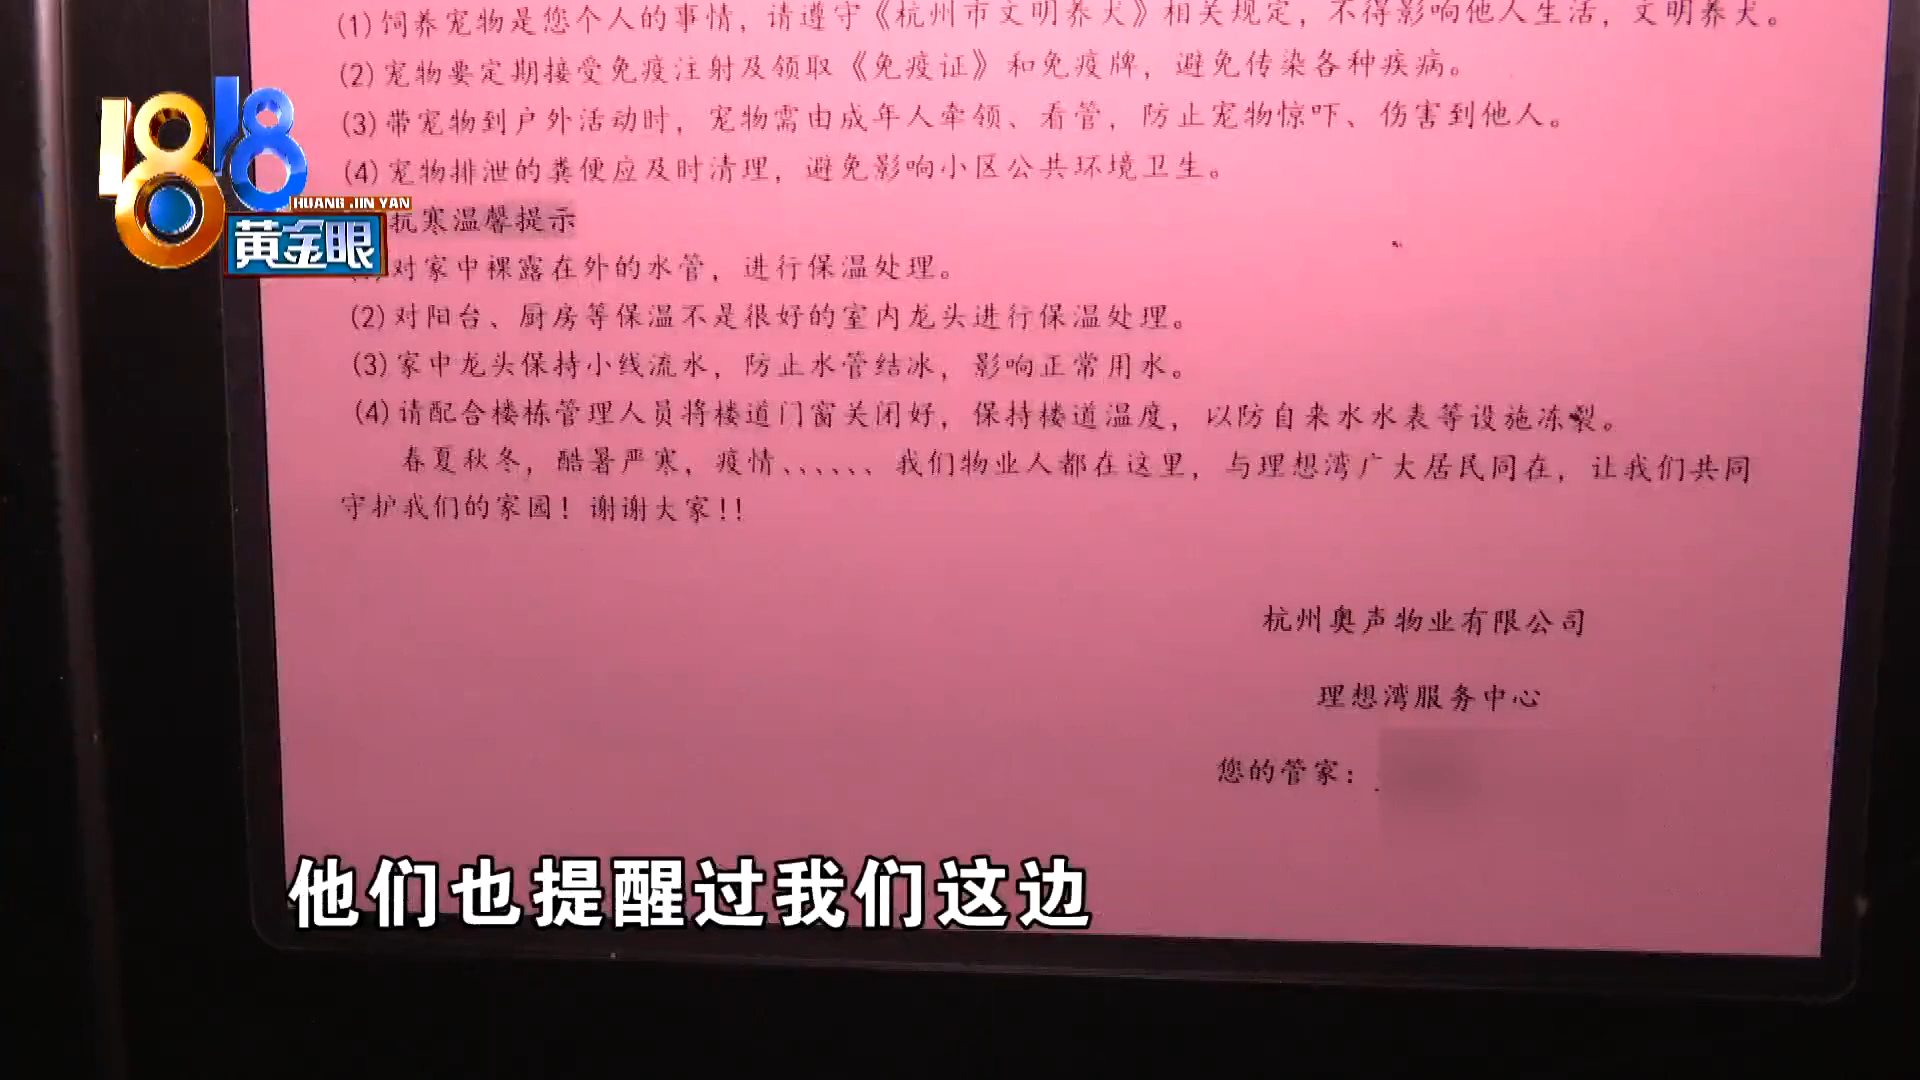 (1)饲养宠物是您个人的事情，请遵守《杭州市文明养犬》相关规定，不得影响他人生活，文明养犬。
(2)宠物要定期接受免疫注射及领取《免疫证》和免疫牌，避免传染各种疾病。
(3)带宠物到户外活动时，宠物需由成年人牵领、看管，防止宠物惊吓、伤害到他人。
(4)宠物排泄的粪便应及时清理，避免影响小区公共环境卫生。
1818
HUANG JIN YAN
黄金眼
抗寒温馨提示
对家中裸露在外的水管，进行保温处理。
(2)对阳台、厨房等保温不是很好的室内龙头进行保温处理。
(3)家中龙头保持小线流水，防止水管结冰，影响正常用水。
(4)请配合楼栋管理人员将楼道门窗关闭好，保持楼道温度，以防自来水水表等设施冻裂。
春夏秋冬，酷暑严寒，疫情、、、、、、我们物业人都在这里，与理想湾广大居民同在，让我们共同
守护我们的家园！谢谢大家!!
杭州奥声物业有限公司
理想湾服务中心
您的管家：
他们也提醒过我们这边